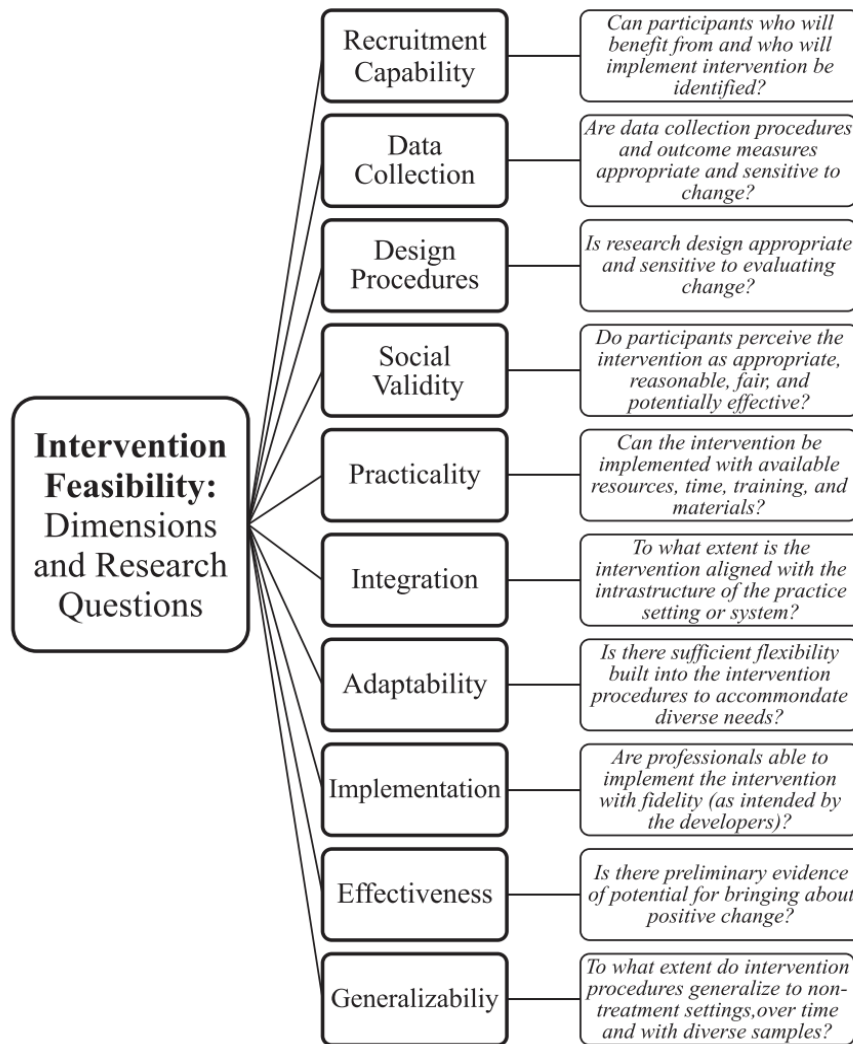 Intervention
Feasibility:
Dimensions
and Research
Questions
Recruitment
Capability
Can participants who will
benefit from and who will
implement intervention be
identified?
Data
Collection
Are data collection procedures
and outcome measures
appropriate and sensitive to
change?
Design
Procedures
Is research design appropriate
and sensitive to evaluating
change?
Social
Validity
Do participants perceive the
intervention as appropriate,
reasonable, fair, and
potentially effective?
Practicality
Can the intervention be
implemented with available
resources, time, training, and
materials?
Integration
To what extent is the
intervention aligned with the
intrastructure of the practice
setting or system?
Adaptability
Is there sufficient flexibility
built into the intervention
procedures to accommondate
diverse needs?
Implementation
Are professionals able to
implement the intervention
with fidelity (as intended by
the developers)?
Effectiveness
Is there preliminary evidence
of potential for bringing about
positive change?
Generalizabiliy
To what extent do intervention
procedures generalize to non-
treatment settings,over time
and with diverse samples?